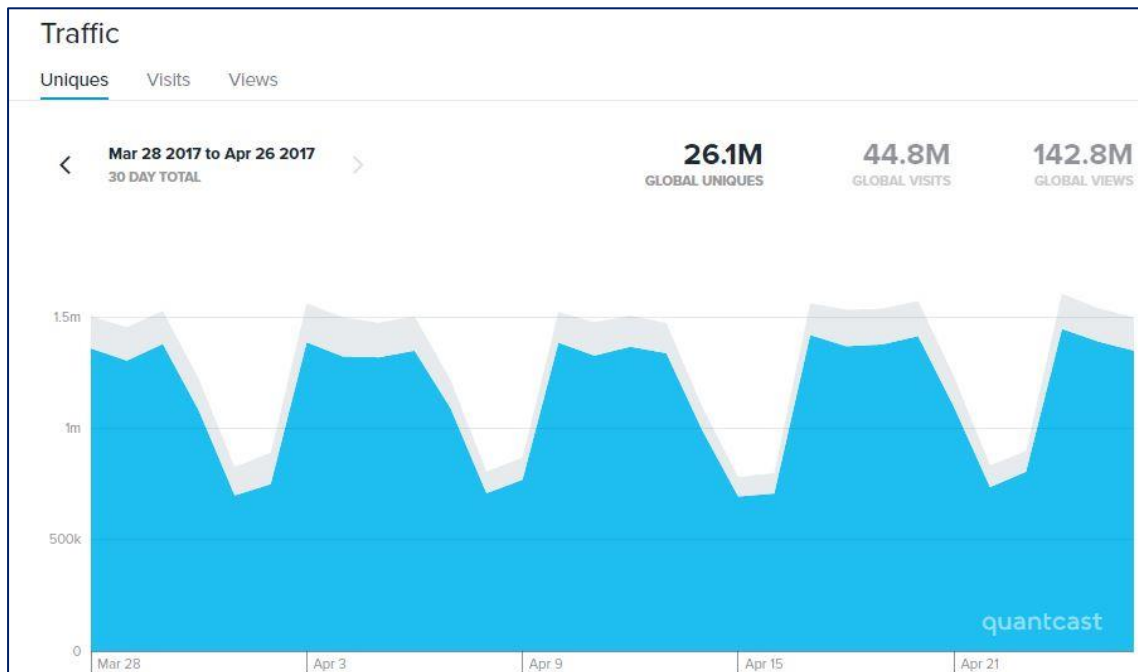 Traffic
Uniques Visits Views
Mar 28 2017 to Apr 26 2017
30 DAY TOTAL
26.1M 44.8M 142.8M
GLOBAL UNIQUES GLOBAL VISITS GLOBAL VIEWS
1.5m
1m
500k
quantcast
0
Mar 28 Apr 3 Apr 9 Apr 15 Apr 21